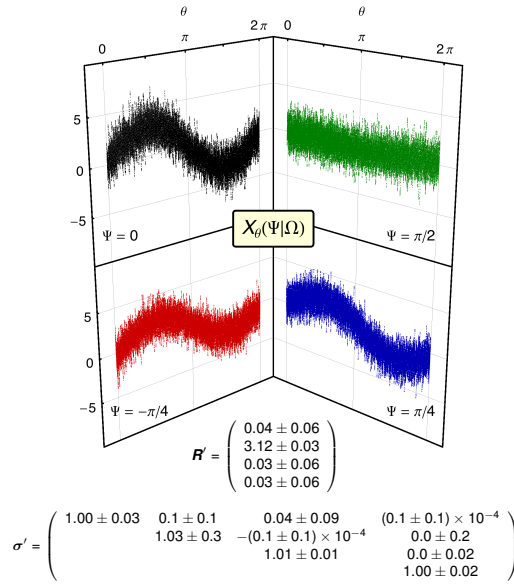 θ θ
0 π 2π 0 π 2π
5
0
−5
Ψ = 0 Ψ = π/2
X_θ(Ψ|Ω)
5
0
−5
Ψ = −π/4 Ψ = π/4
R′ = ( 0.04 ± 0.06
3.12 ± 0.03
0.03 ± 0.06
0.03 ± 0.06 )
σ′ = ( 1.00 ± 0.03 0.1 ± 0.1 0.04 ± 0.09 (0.1 ± 0.1) × 10⁻⁴
1.03 ± 0.3 −(0.1 ± 0.1) × 10⁻⁴ 0.0 ± 0.2
1.01 ± 0.01 0.0 ± 0.02
1.00 ± 0.02 )